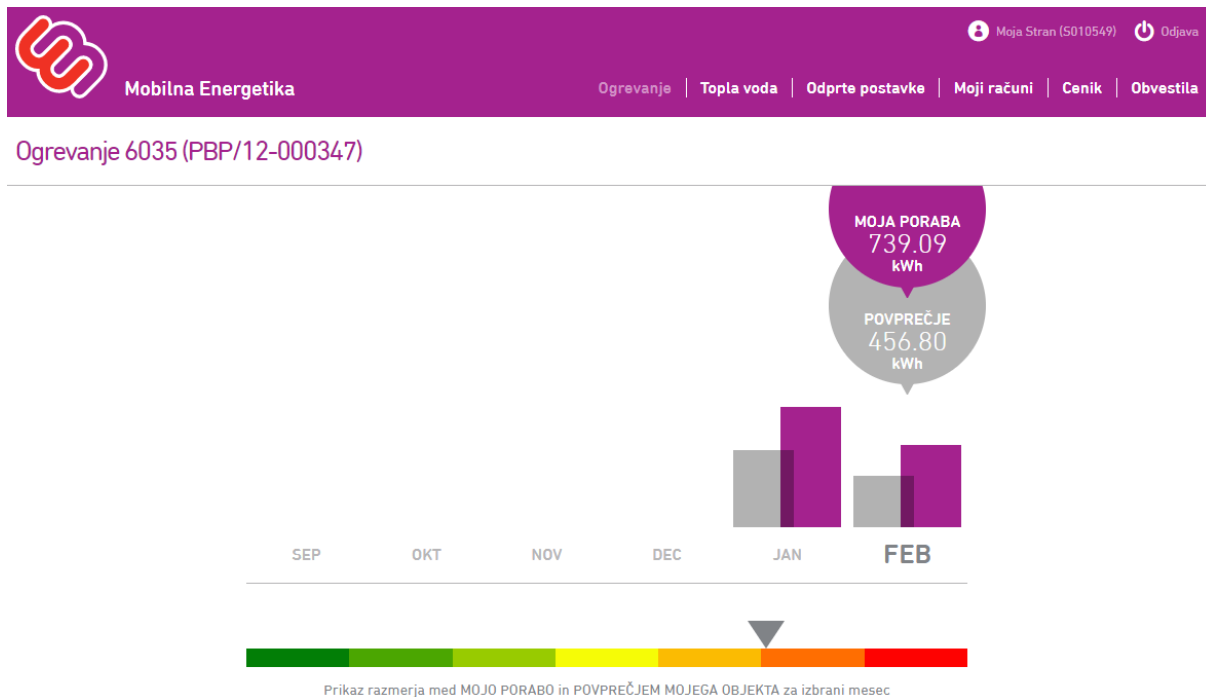 Moja Stran (S010549) Odjava
Mobilna Energetika
Ogrevanje Topla voda Odprte postavke Moji računi Cenik Obvestila
Ogrevanje 6035 (PBP/12-000347)
MOJA PORABA
739.09
kWh
POVPREČJE
456.80
kWh
SEP OKT NOV DEC JAN FEB
Prikaz razmerja med MOJO PORABO in POVPREČJEM MOJEGA OBJEKTA za izbrani mesec